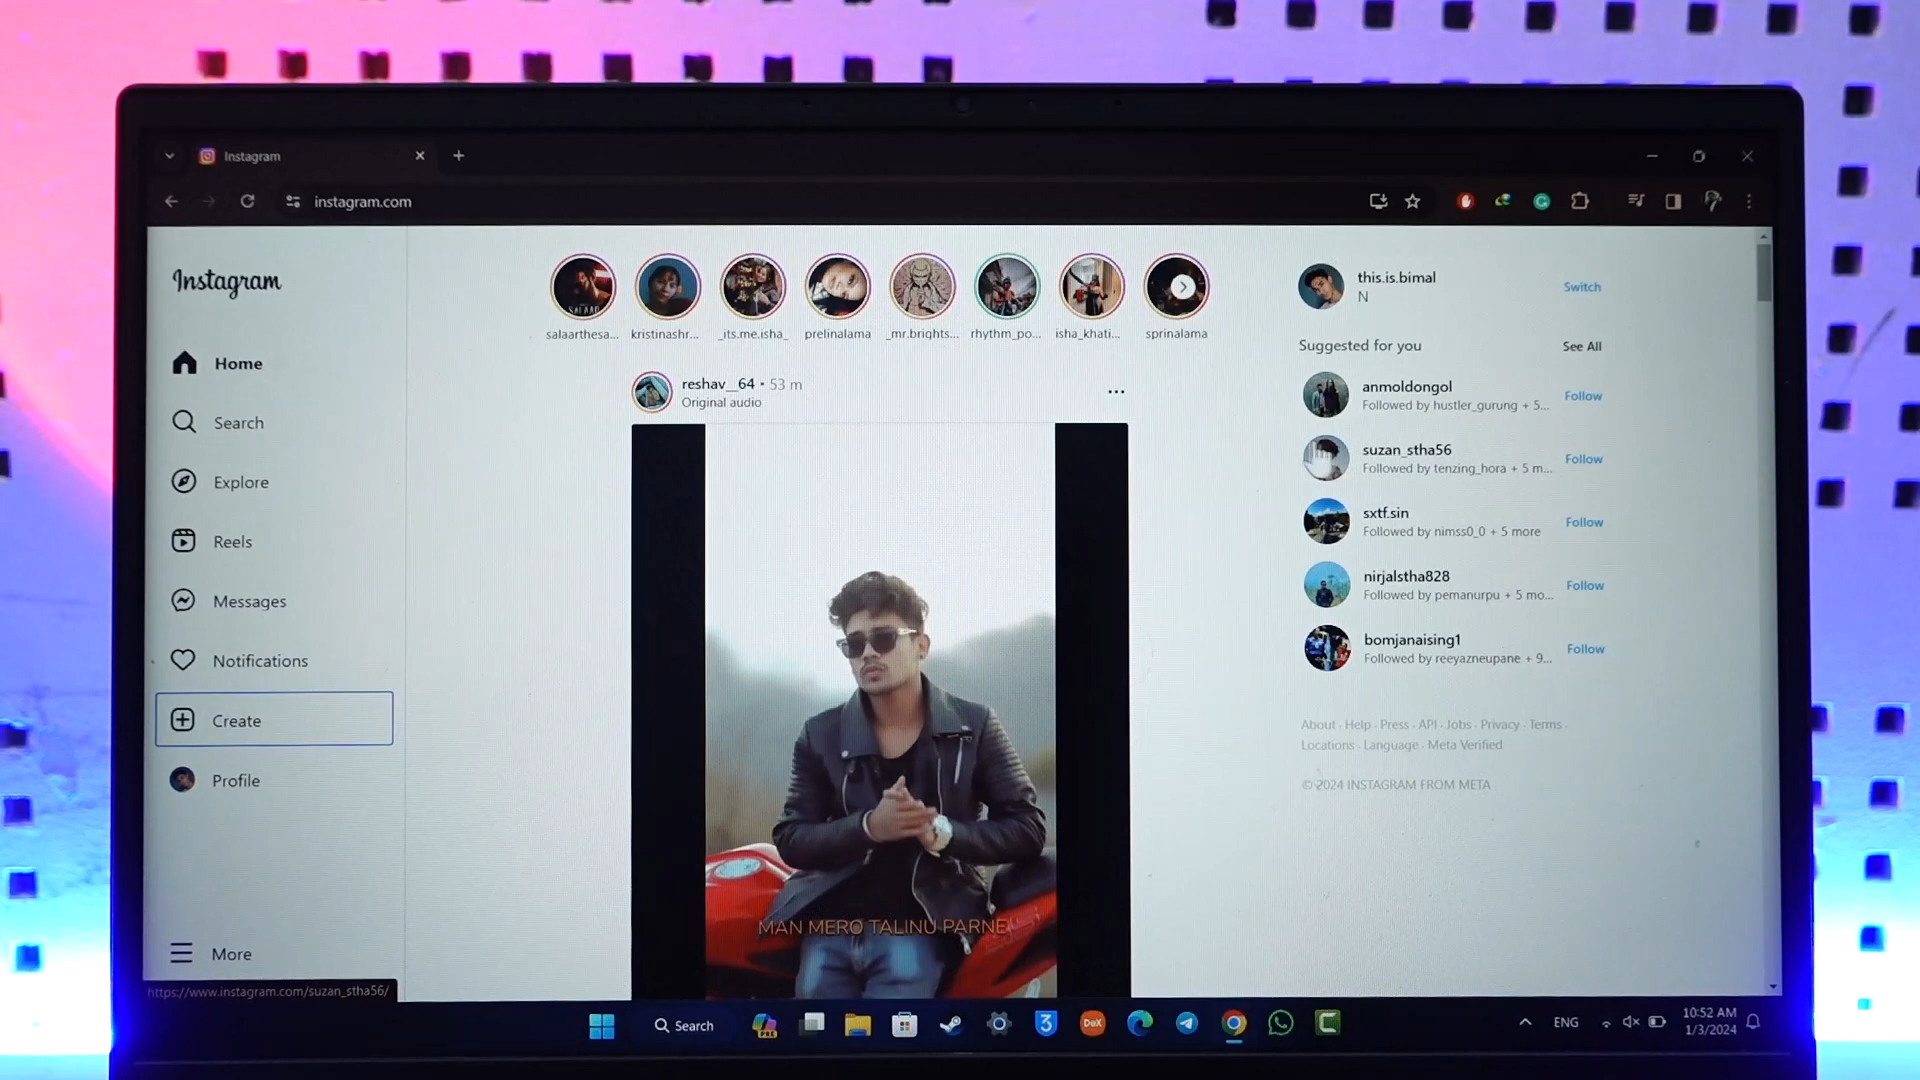 Instagram
instagram.com
Instagram
Home
Search
Explore
Reels
Messages
Notifications
Create
Profile
More
https://www.instagram.com/suzan_stha56/
salaarthesa...
kristinashr...
_its.me.isha_
prelinalama
_mr.brights...
rhythm_po...
isha_khati...
sprinalama
reshav__64 • 53 m
Original audio
SALAAR
MAN MERO TALINU PARNE
this.is.bimal
N
Switch
Suggested for you
See All
anmoldongol
Followed by hustler_gurung + 5...
Follow
suzan_stha56
Followed by tenzing_hora + 5 m...
Follow
sxtf.sin
Followed by nimss0_0 + 5 more
Follow
nirjalstha828
Followed by pemanurpu + 5 mo...
Follow
bomjanaising1
Followed by reeyazneupane + 9...
Follow
About · Help · Press · API · Jobs · Privacy · Terms ·
Locations · Language · Meta Verified
© 2024 INSTAGRAM FROM META
Search
PRE
3
DeX
C
ENG
10:52 AM
1/3/2024